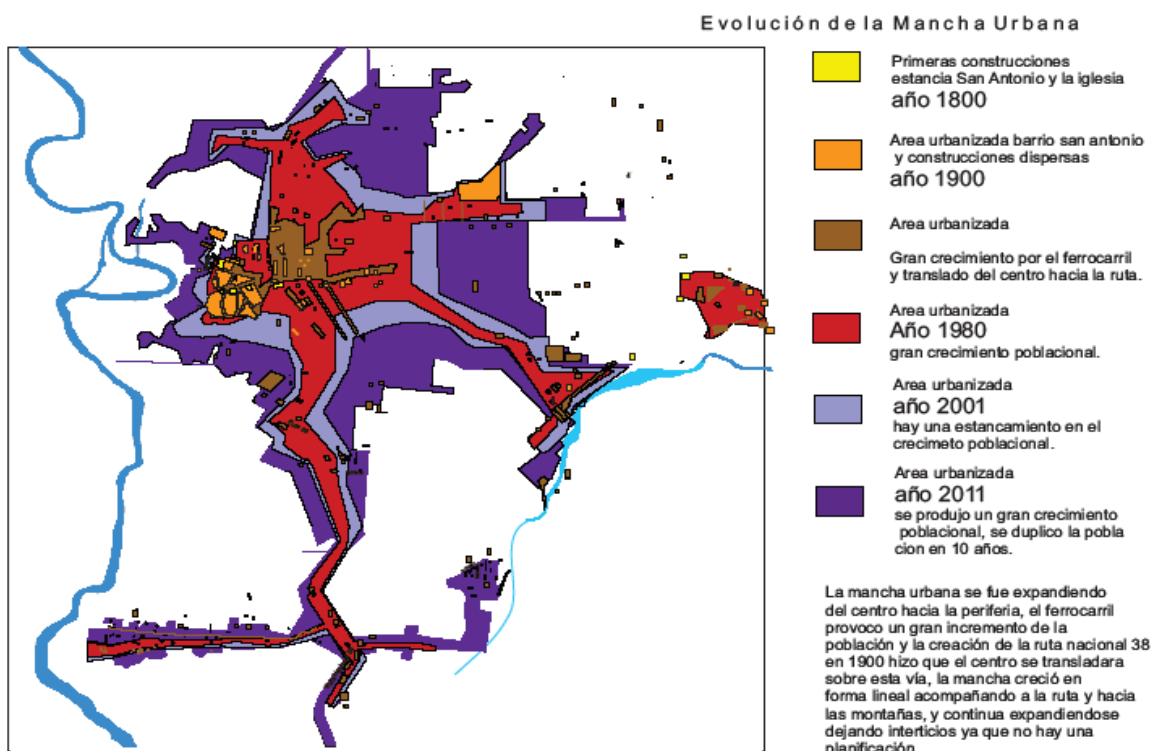 Evolución de la Mancha Urbana
Primeras construcciones
estancia San Antonio y la iglesia
año 1800
Area urbanizada barrio san antonio
y construcciones dispersas
año 1900
Area urbanizada
Gran crecimiento por el ferrocarril
y translado del centro hacia la ruta.
Area urbanizada
Año 1980
gran crecimiento poblacional.
Area urbanizada
año 2001
hay una estancamiento en el
crecimeto poblacional.
Area urbanizada
año 2011
se produjo un gran crecimiento
poblacional, se duplico la pobla
cion en 10 años.
La mancha urbana se fue expandiendo
del centro hacia la periferia, el ferrocarril
provoco un gran incremento de la
población y la creación de la ruta nacional 38
en 1900 hizo que el centro se transladara
sobre esta vía, la mancha creció en
forma lineal acompañando a la ruta y hacia
las montañas, y continua expandiendose
dejando interticios ya que no hay una
planificación